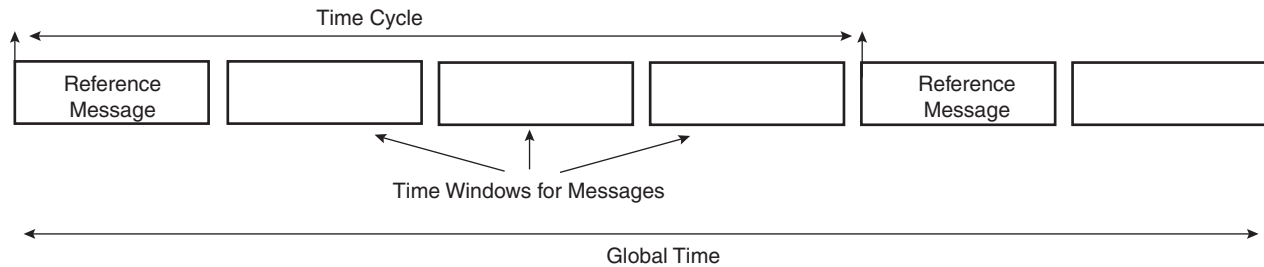 Time Cycle
Reference
Message
Reference
Message
Time Windows for Messages
Global Time